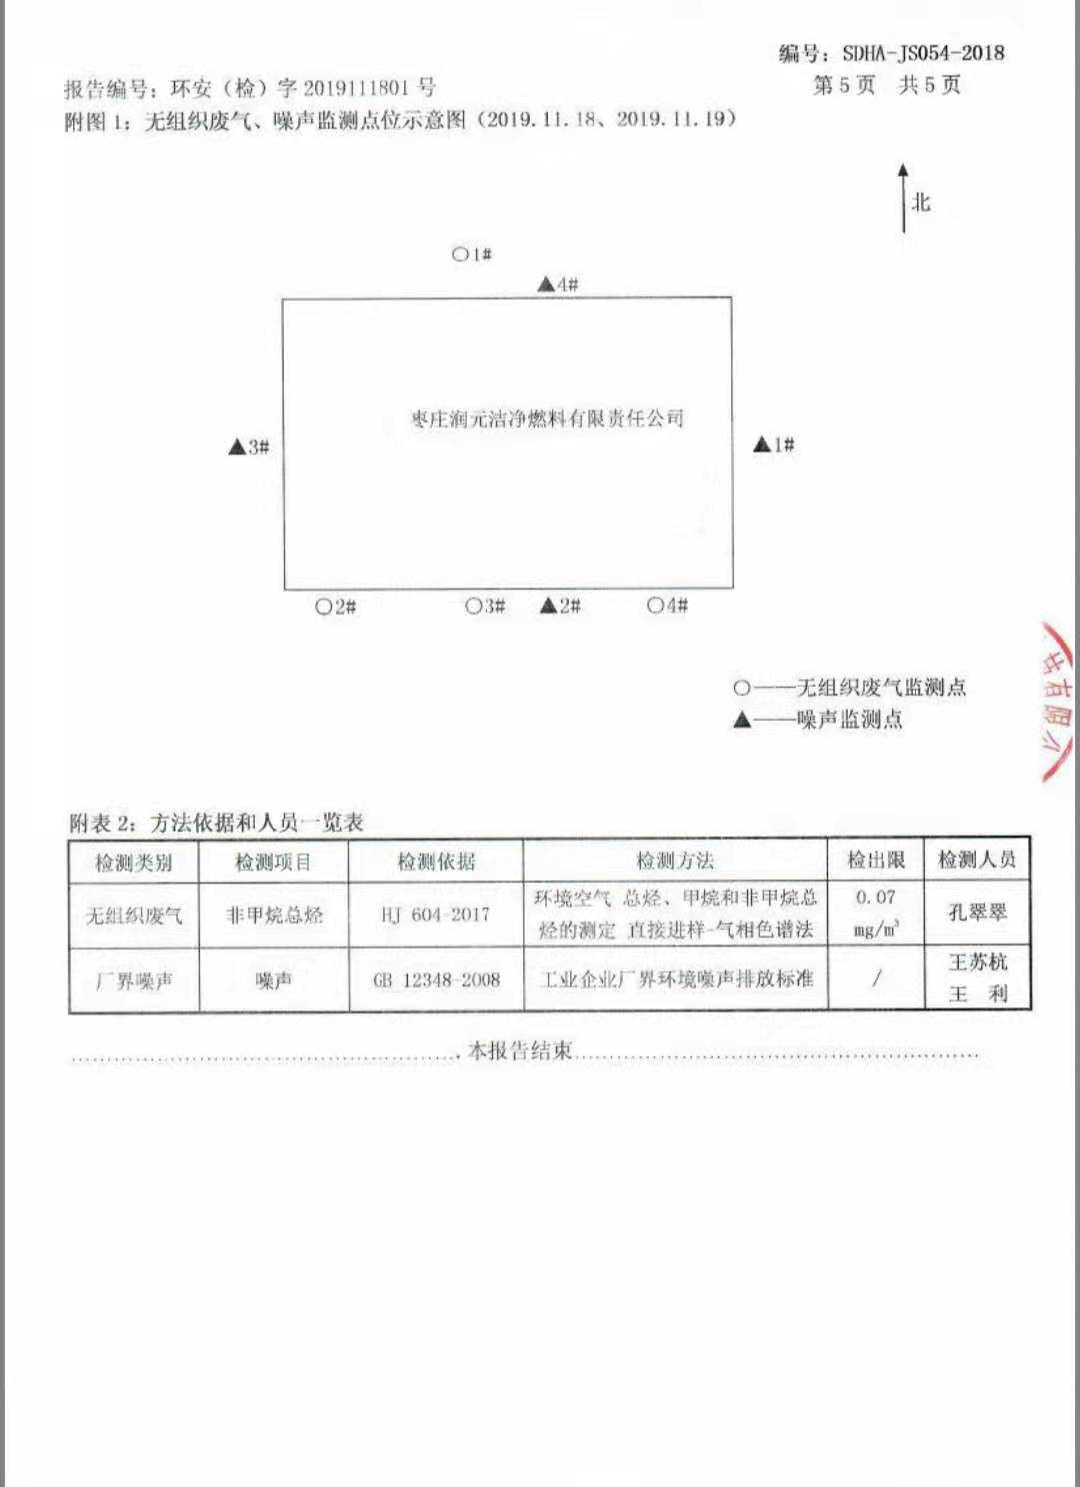 编号：SDHA-JS054-2018
报告编号：环安（检）字 2019111801 号
第 5 页 共 5 页
附图 1：无组织废气、噪声监测点位示意图（2019.11.18、2019.11.19）
北
○1#
▲4#
枣庄润元洁净燃料有限责任公司
▲3#
▲1#
○2#
○3#
▲2#
○4#
○——无组织废气监测点
▲——噪声监测点
有限
附表 2：方法依据和人员一览表
检测类别 检测项目 检测依据 检测方法 检出限 检测人员
无组织废气 非甲烷总烃 HJ 604-2017 环境空气 总烃、甲烷和非甲烷总
烃的测定 直接进样-气相色谱法 0.07
mg/m³ 孔翠翠
厂界噪声 噪声 GB 12348-2008 工业企业厂界环境噪声排放标准 / 王苏杭
王 利
本报告结束